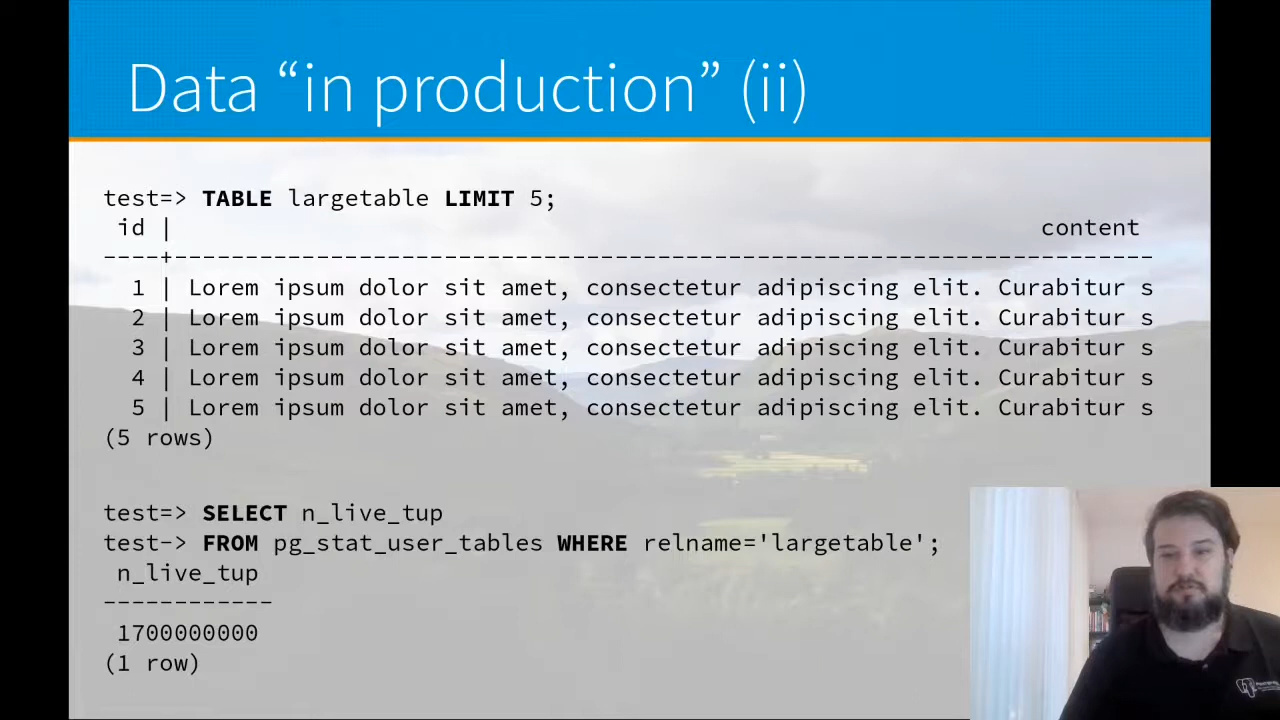 Data “in production” (ii)
test=> TABLE largetable LIMIT 5;
 id |                                                             content
----+---------------------------------------------------------------------
  1 | Lorem ipsum dolor sit amet, consectetur adipiscing elit. Curabitur s
  2 | Lorem ipsum dolor sit amet, consectetur adipiscing elit. Curabitur s
  3 | Lorem ipsum dolor sit amet, consectetur adipiscing elit. Curabitur s
  4 | Lorem ipsum dolor sit amet, consectetur adipiscing elit. Curabitur s
  5 | Lorem ipsum dolor sit amet, consectetur adipiscing elit. Curabitur s
(5 rows)
test=> SELECT n_live_tup
test-> FROM pg_stat_user_tables WHERE relname='largetable';
 n_live_tup
------------
 1700000000
(1 row)